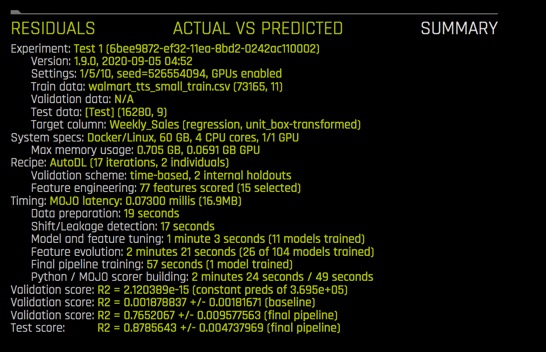 RESIDUALS ACTUAL VS PREDICTED SUMMARY
Experiment: Test 1 (6bee9872-ef32-11ea-8bd2-0242ac110002)
Version: 1.9.0, 2020-09-05 04:52
Settings: 1/5/10, seed=526554094, GPUs enabled
Train data: walmart_tts_small_train.csv (73165, 11)
Validation data: N/A
Test data: [Test] (16280, 9)
Target column: Weekly_Sales (regression, unit_box-transformed)
System specs: Docker/Linux, 60 GB, 4 CPU cores, 1/1 GPU
Max memory usage: 0.705 GB, 0.0691 GB GPU
Recipe: AutoDL (17 iterations, 2 individuals)
Validation scheme: time-based, 2 internal holdouts
Feature engineering: 77 features scored (15 selected)
Timing: MOJO latency: 0.07300 millis (16.9MB)
Data preparation: 19 seconds
Shift/Leakage detection: 17 seconds
Model and feature tuning: 1 minute 3 seconds (11 models trained)
Feature evolution: 2 minutes 21 seconds (26 of 104 models trained)
Final pipeline training: 57 seconds (1 model trained)
Python / MOJO scorer building: 2 minutes 24 seconds / 49 seconds
Validation score: R2 = 2.120389e-15 (constant preds of 3.695e+05)
Validation score: R2 = 0.001878837 +/- 0.00181671 (baseline)
Validation score: R2 = 0.7652067 +/- 0.009577563 (final pipeline)
Test score: R2 = 0.8785643 +/- 0.004737969 (final pipeline)